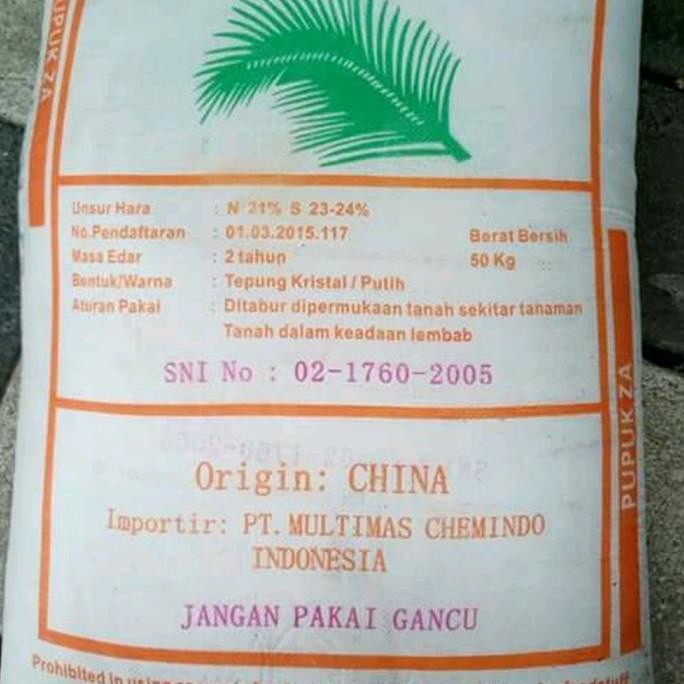 PUPUK ZA
Unsur Hara : N 21% S 23-24%
No.Pendaftaran : 01.03.2015.117
Masa Edar : 2 tahun
Bentuk/Warna : Tepung Kristal / Putih
Aturan Pakai : Ditabur dipermukaan tanah sekitar tanaman
Tanah dalam keadaan lembab
Berat Bersih
50 Kg
SNI No : 02-1760-2005
PUPUK ZA
Origin: CHINA
Importir: PT. MULTIMAS CHEMINDO
INDONESIA
JANGAN PAKAI GANCU
Prohibited in using